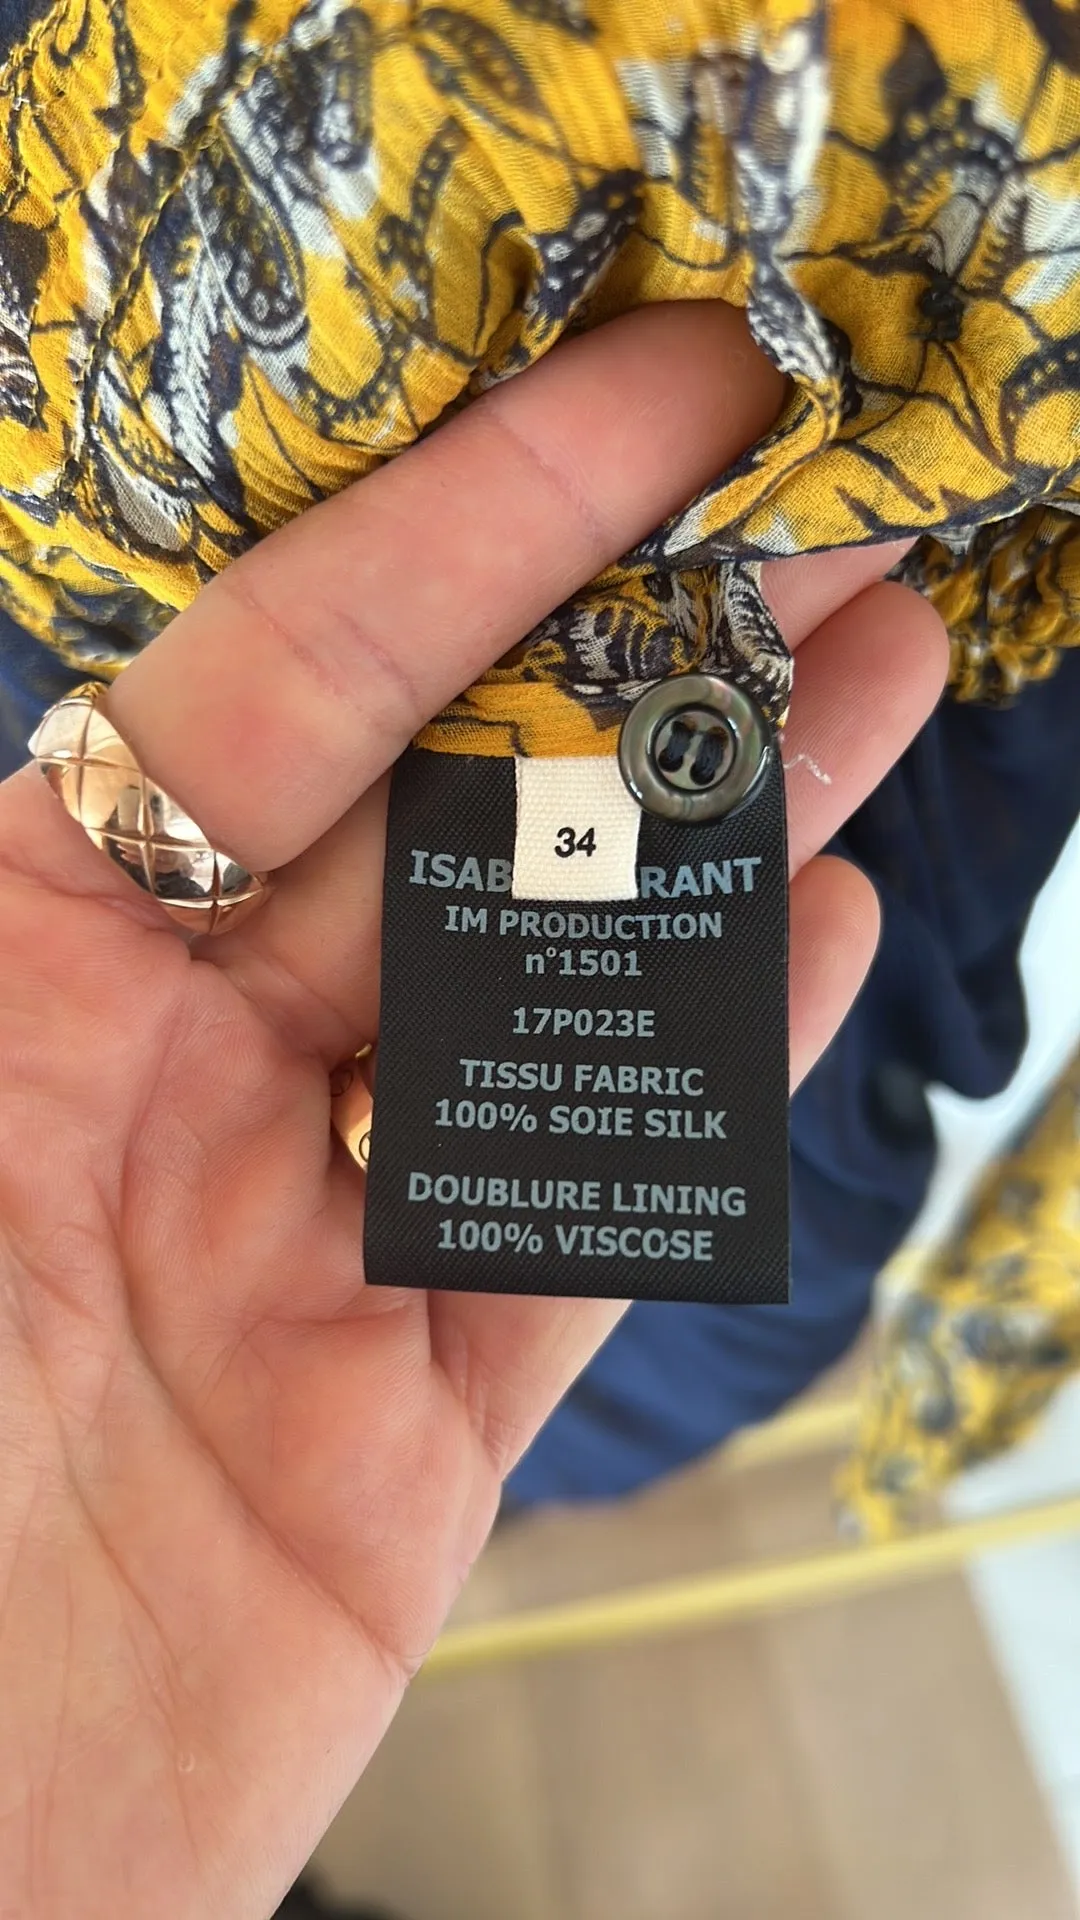 34
ISAB RANT
IM PRODUCTION
n°1501
17P023E
TISSU FABRIC
100% SOIE SILK
DOUBLURE LINING
100% VISCOSE